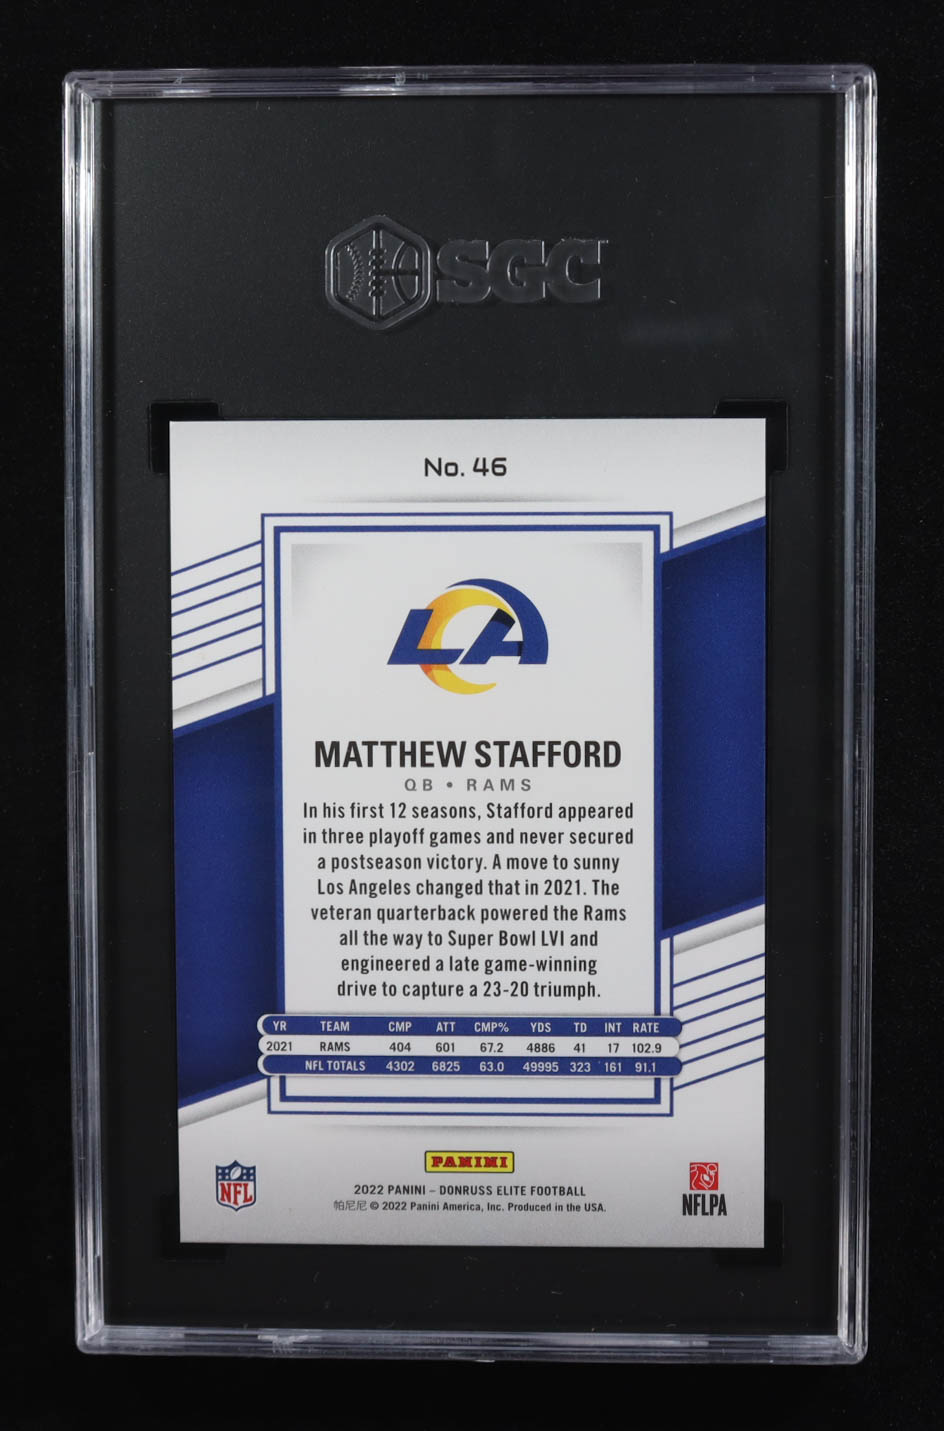 SGC
No. 46
LA
MATTHEW STAFFORD
QB • RAMS
In his first 12 seasons, Stafford appeared
in three playoff games and never secured
a postseason victory. A move to sunny
Los Angeles changed that in 2021. The
veteran quarterback powered the Rams
all the way to Super Bowl LVI and
engineered a late game-winning
drive to capture a 23-20 triumph.
YR TEAM CMP ATT CMP% YDS TD INT RATE
2021 RAMS 404 601 67.2 4886 41 17 102.9
NFL TOTALS 4302 6825 63.0 49995 323 161 91.1
PANINI
NFL
2022 PANINI – DONRUSS ELITE FOOTBALL
帕尼尼 © 2022 Panini America, Inc. Produced in the USA.
NFLPA